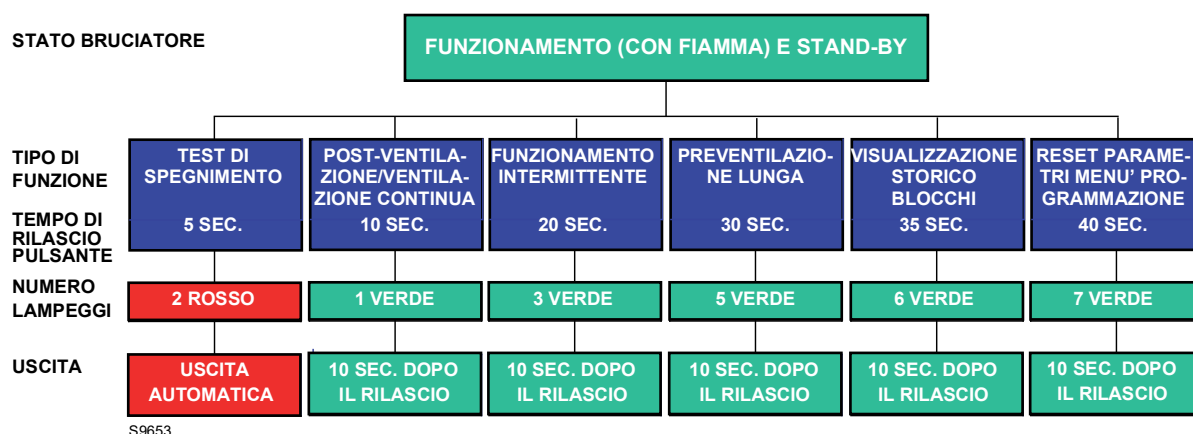 STATO BRUCIATORE
FUNZIONAMENTO (CON FIAMMA) E STAND-BY
TIPO DI
FUNZIONE
TEST DI
SPEGNIMENTO
POST-VENTILA-
ZIONE/VENTILA-
ZIONE CONTINUA
FUNZIONAMENTO
INTERMITTENTE
PREVENTILAZIO-
NE LUNGA
VISUALIZZAZIONE
STORICO
BLOCCHI
RESET PARAME-
TRI MENU' PRO-
GRAMMAZIONE
TEMPO DI
RILASCIO
PULSANTE
5 SEC.
10 SEC.
20 SEC.
30 SEC.
35 SEC.
40 SEC.
NUMERO
LAMPEGGI
2 ROSSO
1 VERDE
3 VERDE
5 VERDE
6 VERDE
7 VERDE
USCITA
USCITA
AUTOMATICA
10 SEC. DOPO
IL RILASCIO
10 SEC. DOPO
IL RILASCIO
10 SEC. DOPO
IL RILASCIO
10 SEC. DOPO
IL RILASCIO
10 SEC. DOPO
IL RILASCIO
S9653